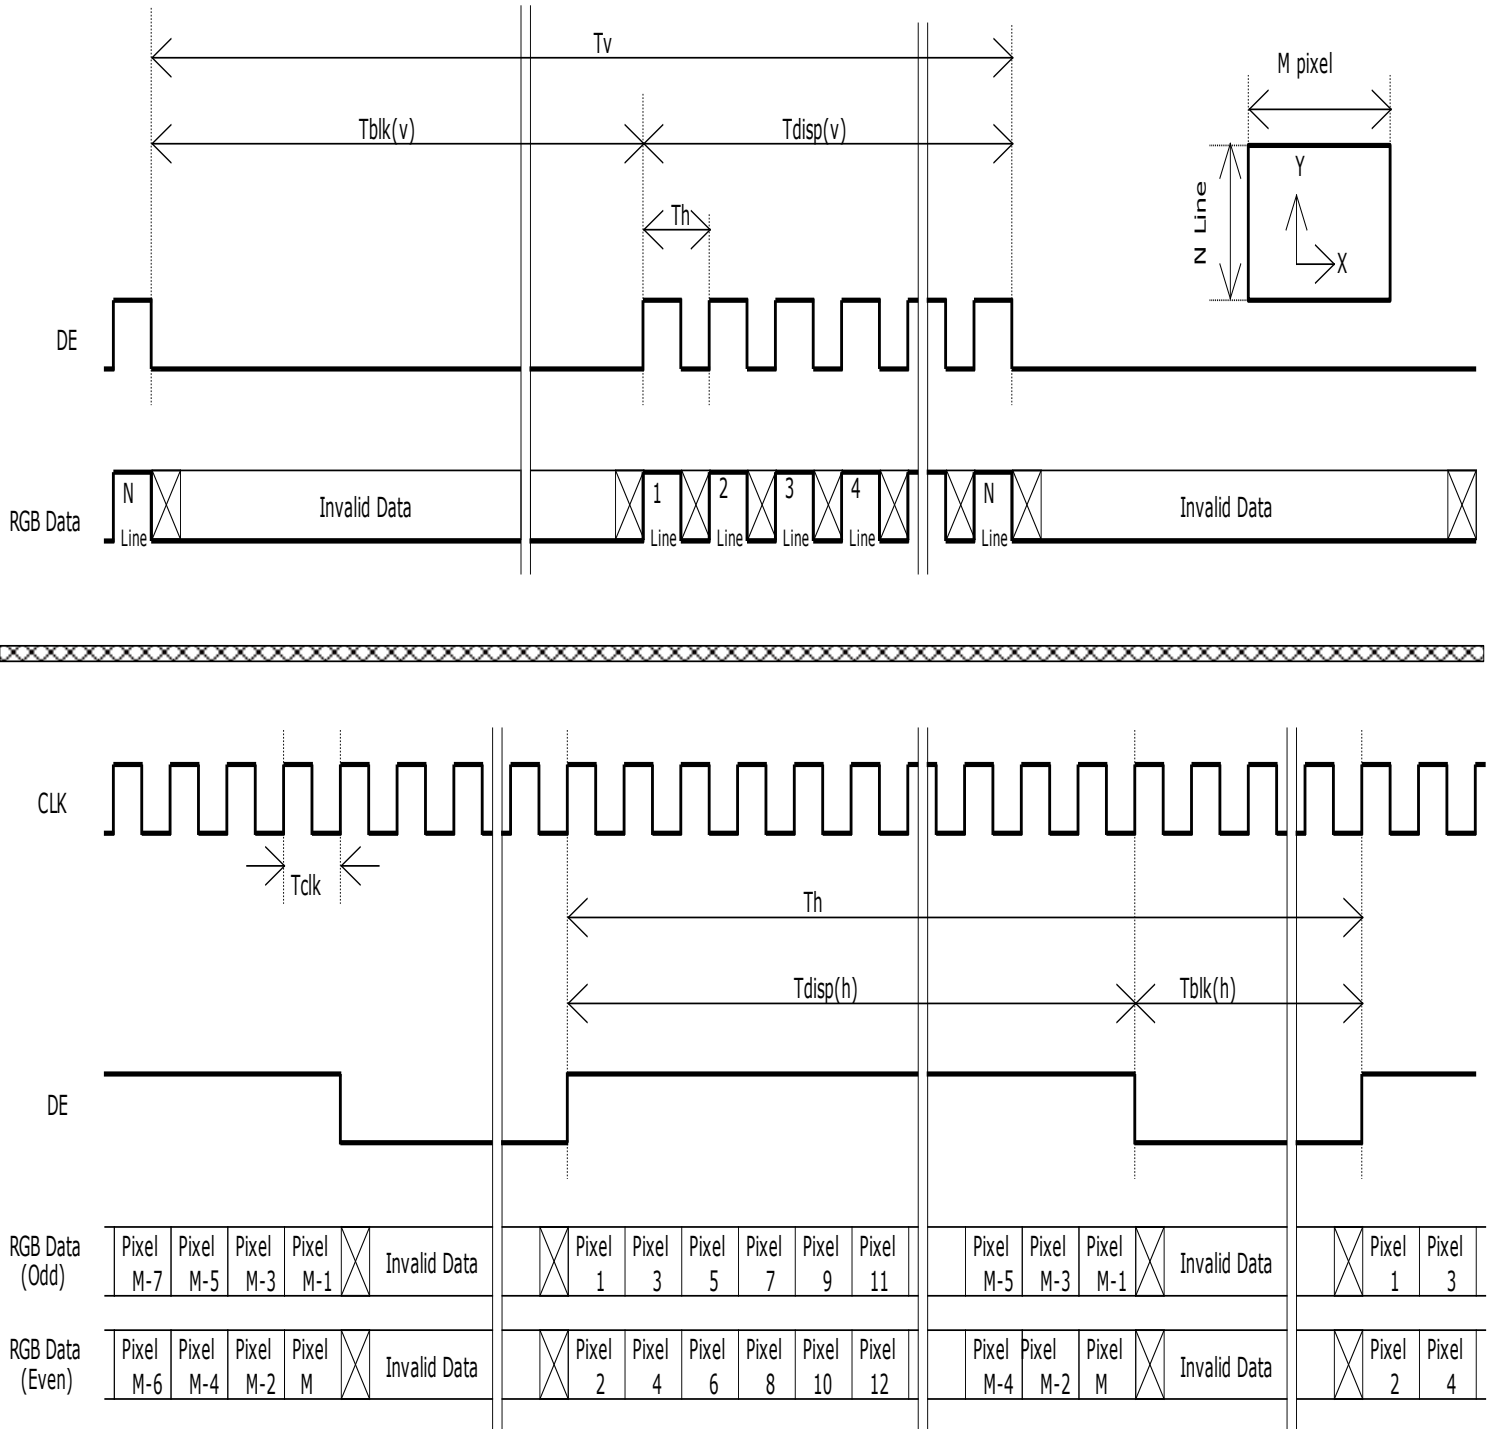 Tv
M pixel
Tblk(v)
Tdisp(v)
Y
N Line
Th
X
DE
N
1
2
3
4
N
Invalid Data
Invalid Data
RGB Data
Line
Line
Line
Line
Line
Line
CLK
Tclk
Th
Tdisp(h)
Tblk(h)
DE
RGB Data
(Odd)
Pixel Pixel Pixel Pixel
M-7 M-5 M-3 M-1
Invalid Data
Pixel Pixel Pixel Pixel Pixel Pixel
1 3 5 7 9 11
Pixel Pixel Pixel
M-5 M-3 M-1
Invalid Data
Pixel Pixel
1 3
RGB Data
(Even)
Pixel Pixel Pixel Pixel
M-6 M-4 M-2 M
Invalid Data
Pixel Pixel Pixel Pixel Pixel Pixel
2 4 6 8 10 12
Pixel Pixel Pixel
M-4 M-2 M
Invalid Data
Pixel Pixel
2 4